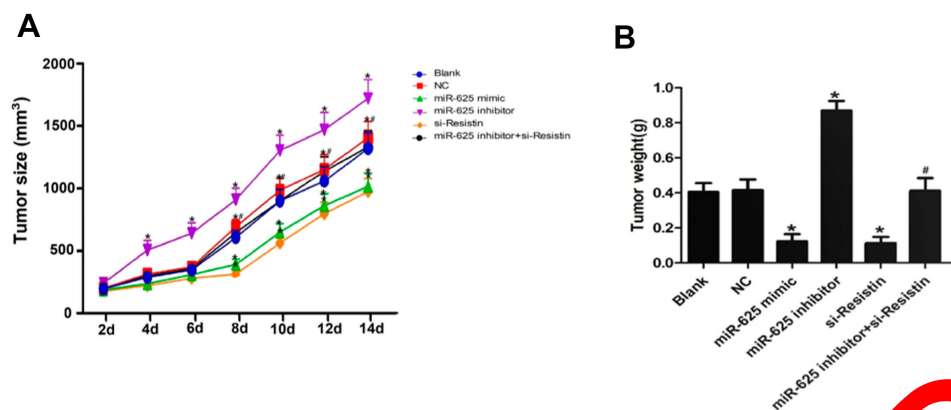 A
B
Tumor size (mm³)
2000
1500
1000
500
0
2d 4d 6d 8d 10d 12d 14d
* * * * * * *
*# *# *# *#
* * * *
Blank
NC
miR-625 mimic
miR-625 inhibitor
si-Resistin
miR-625 inhibitor+si-Resistin
Tumor weight(g)
1.0
0.8
0.6
0.4
0.2
0.0
* * * #
Blank
NC
miR-625 mimic
miR-625 inhibitor
si-Resistin
miR-625 inhibitor+si-Resistin